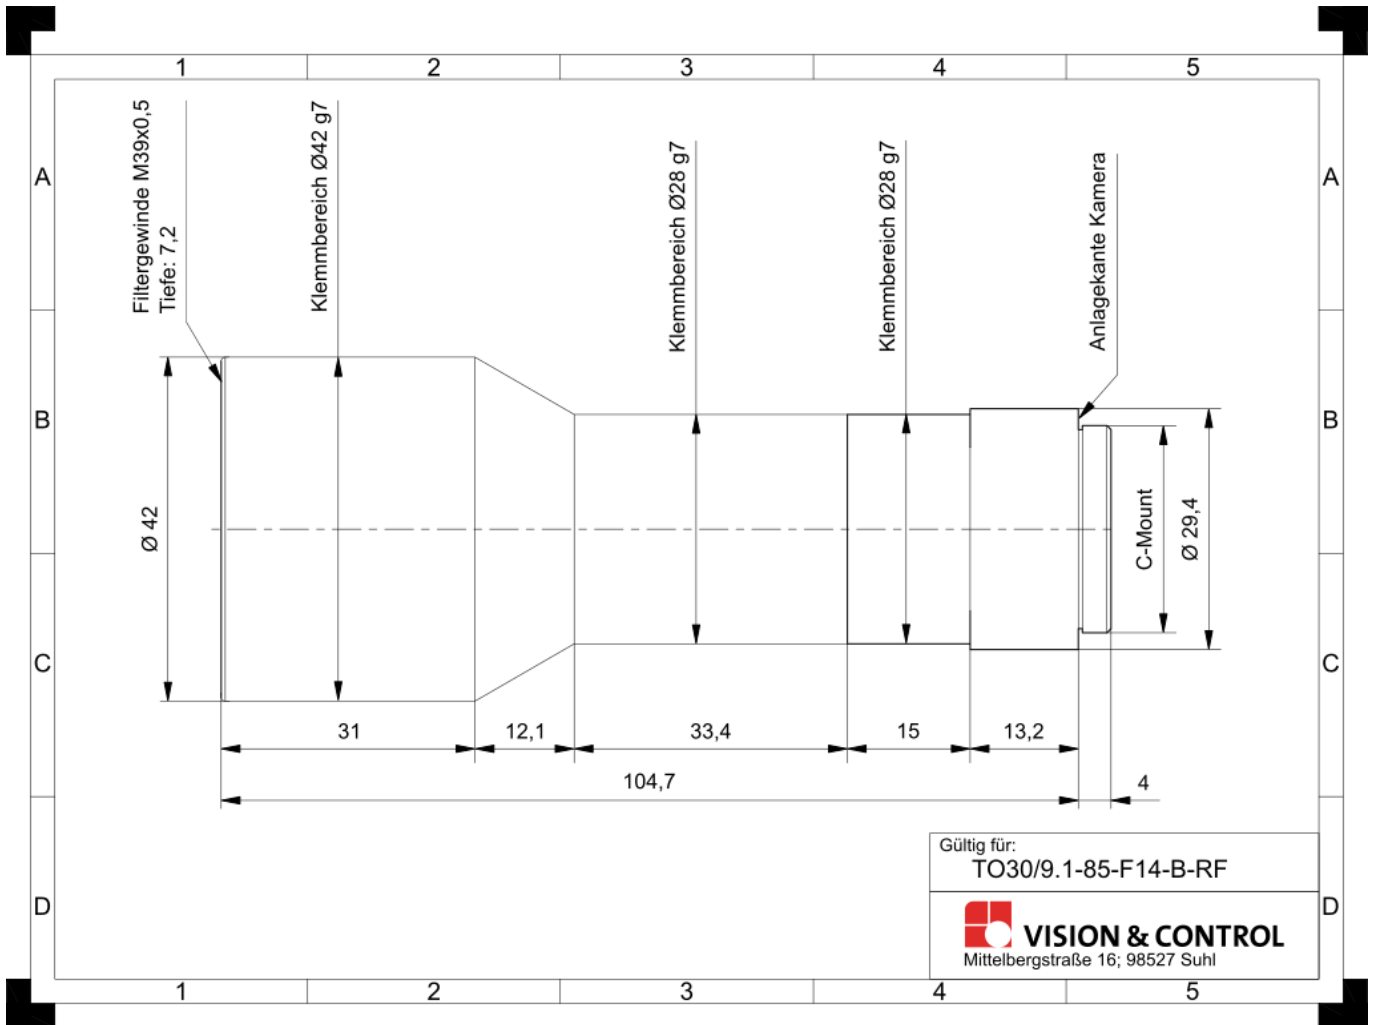 1 2 3 4 5
A A
B B
C C
D D
Filtergewinde M39x0,5
Tiefe: 7,2
Klemmbereich Ø42 g7
Klemmbereich Ø28 g7
Klemmbereich Ø28 g7
Anlagekante Kamera
Ø 42
C-Mount
Ø 29,4
31 12,1 33,4 15 13,2
104,7 4
Gültig für:
TO30/9.1-85-F14-B-RF
VISION & CONTROL
Mittelbergstraße 16; 98527 Suhl
1 2 3 4 5